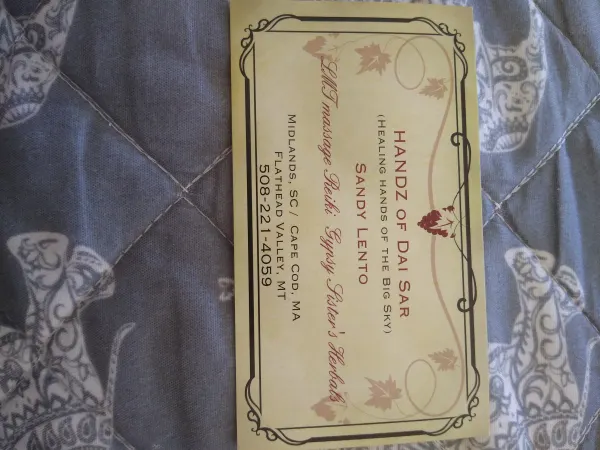 HANDZ OF DAI SAR
(HEALING HANDS OF THE BIG SKY)
SANDY LENTO
LMT massage Reiki Gypsy Sister's Herbals
MIDLANDS, SC / CAPE COD, MA
FLATHEAD VALLEY, MT
508-221-4059